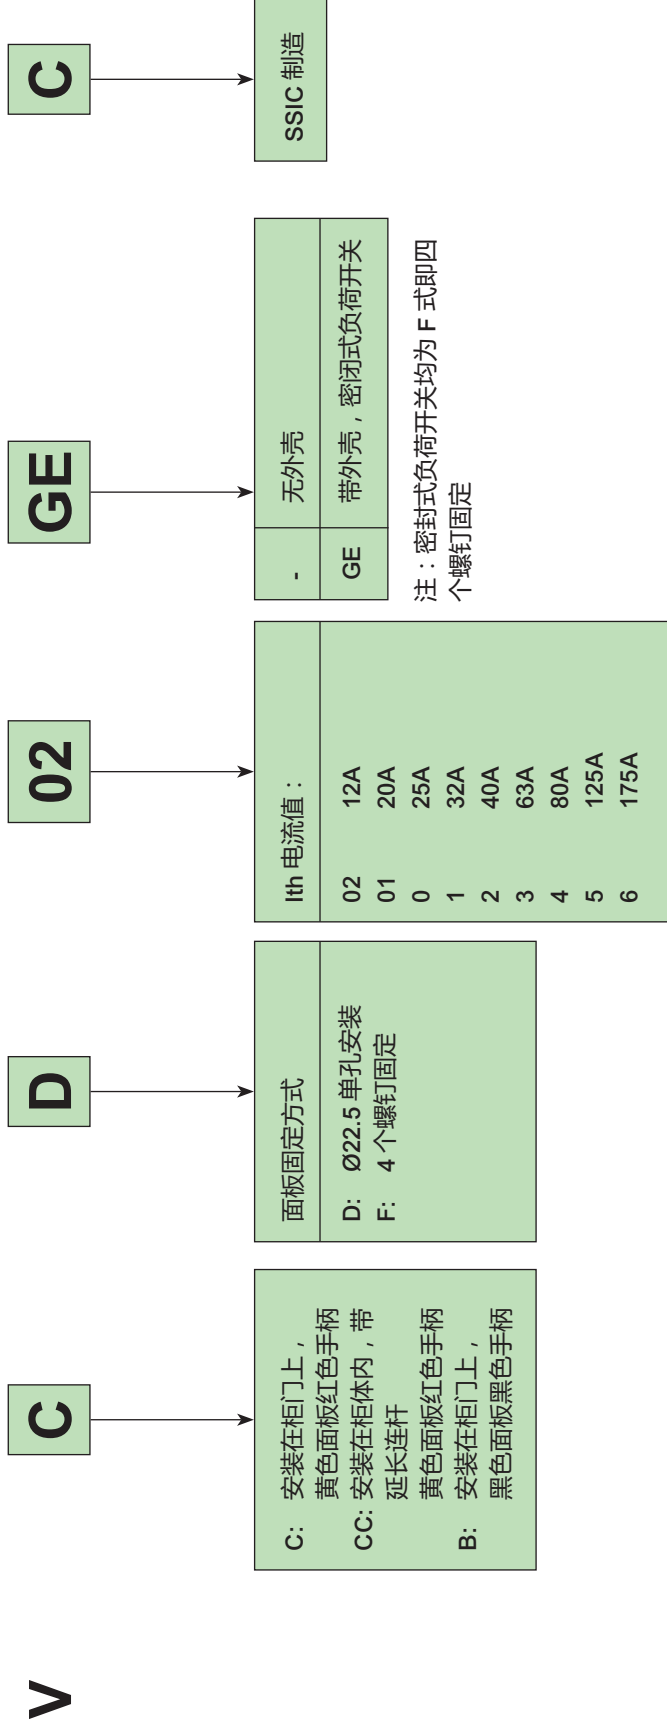 V
C
D
02
GE
C
C: 安装在柜门上，
黄色面板红色手柄
CC: 安装在柜体内，带
延长连杆
黄色面板红色手柄
B: 安装在柜门上，
黑色面板黑色手柄
面板固定方式
D: Ø22.5 单孔安装
F: 4 个螺钉固定
Ith 电流值：
02 12A
01 20A
0 25A
1 32A
2 40A
3 63A
4 80A
5 125A
6 175A
- 无外壳
GE 带外壳，密闭式负荷开关
注：密封式负荷开关均为 F 式即四
个螺钉固定
SSIC 制造